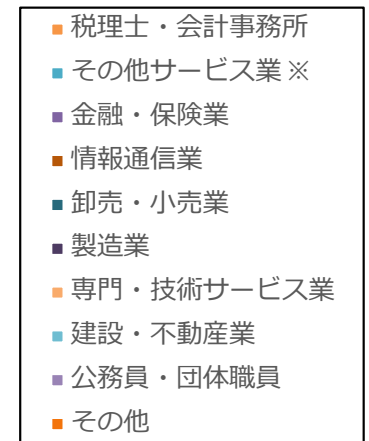 税理士・会計事務所
その他サービス業※
金融・保険業
情報通信業
卸売・小売業
製造業
専門・技術サービス業
建設・不動産業
公務員・団体職員
その他